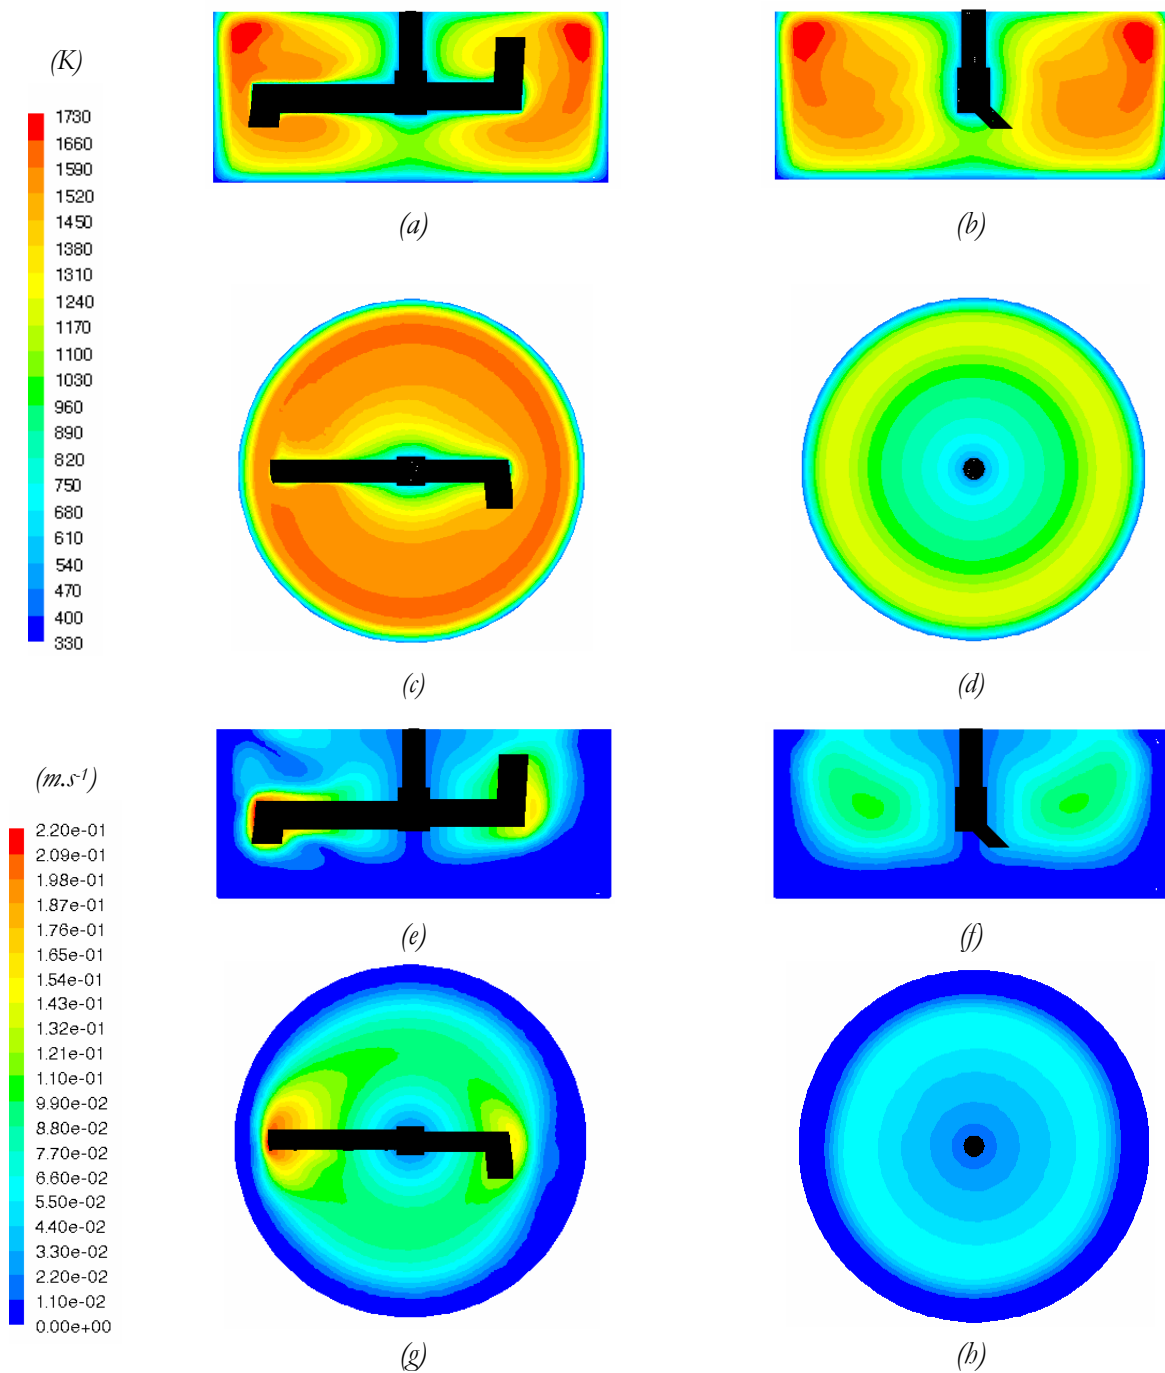 (K)
1730
1660
1590
1520
1450
1380
1310
1240
1170
1100
1030
960
890
820
750
680
610
540
470
400
330
(a)
(b)
(c)
(d)
(m.s⁻¹)
2.20e-01
2.09e-01
1.98e-01
1.87e-01
1.76e-01
1.65e-01
1.54e-01
1.43e-01
1.32e-01
1.21e-01
1.10e-01
9.90e-02
8.80e-02
7.70e-02
6.60e-02
5.50e-02
4.40e-02
3.30e-02
2.20e-02
1.10e-02
0.00e+00
(e)
(f)
(g)
(h)